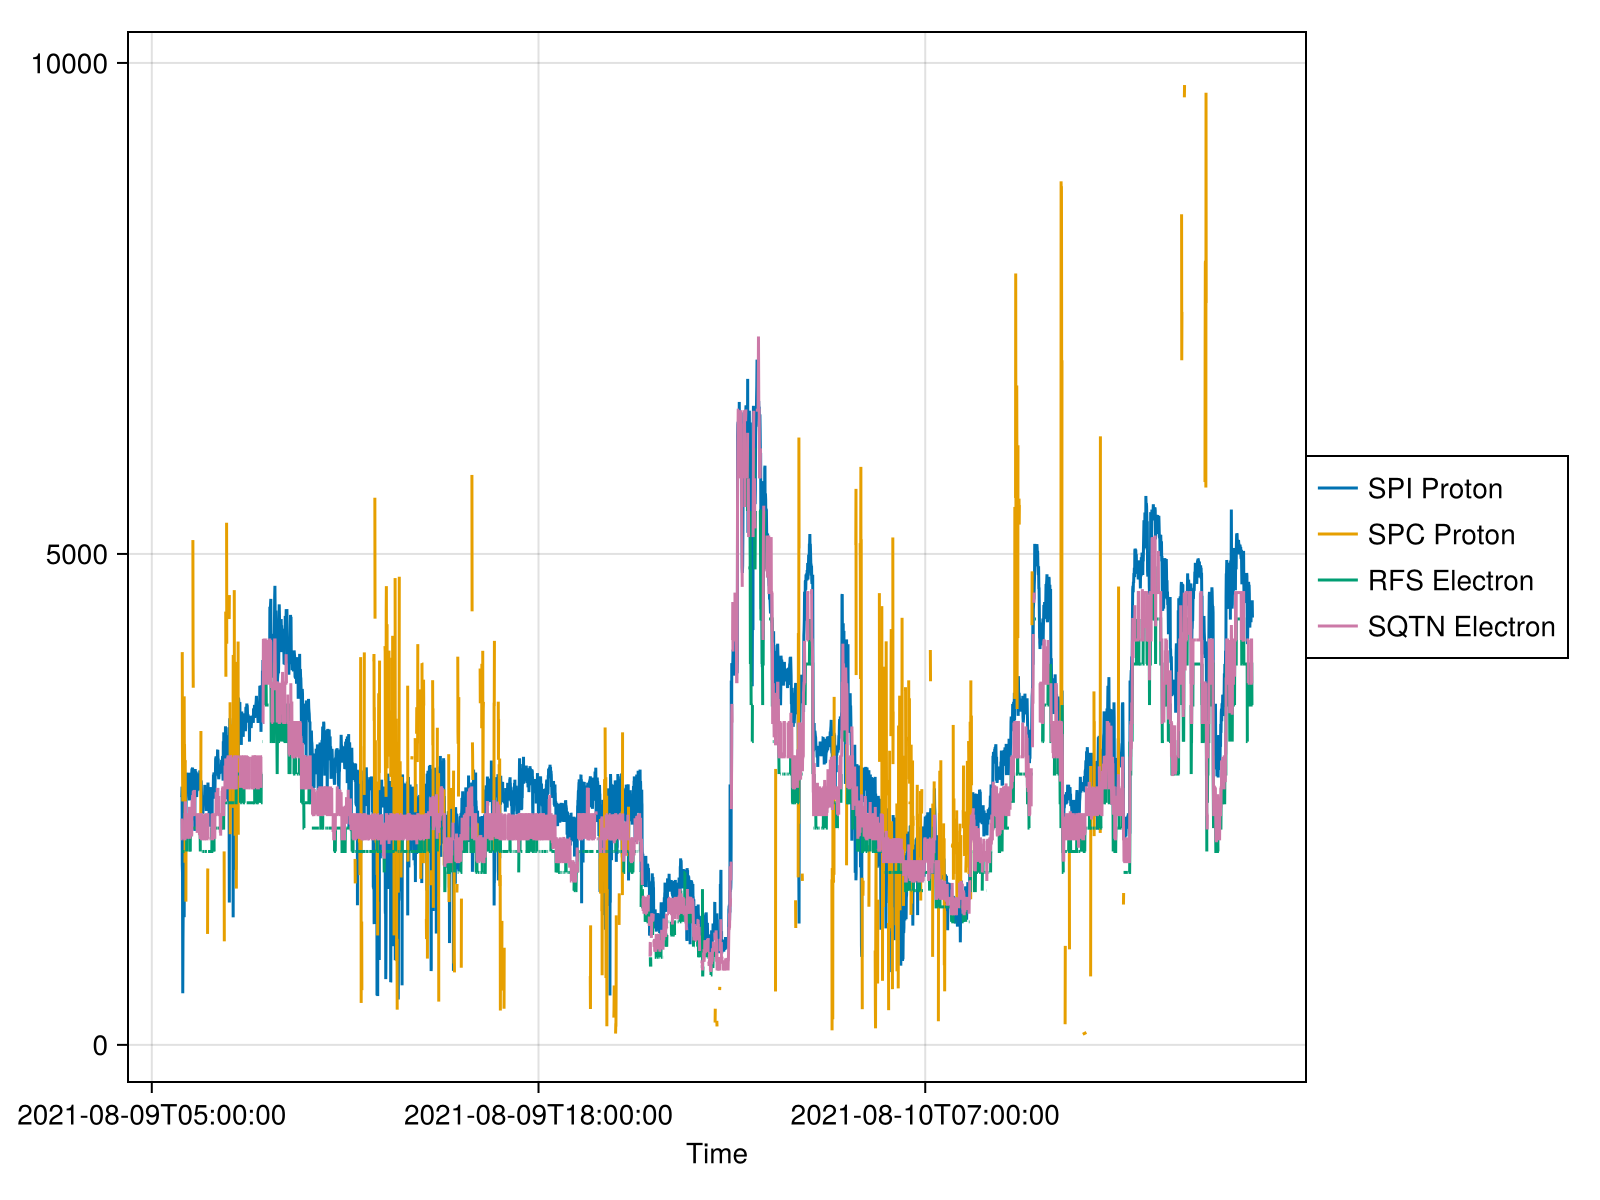 10000
5000
0
2021-08-09T05:00:00
2021-08-09T18:00:00
2021-08-10T07:00:00
Time
SPI Proton
SPC Proton
RFS Electron
SQTN Electron